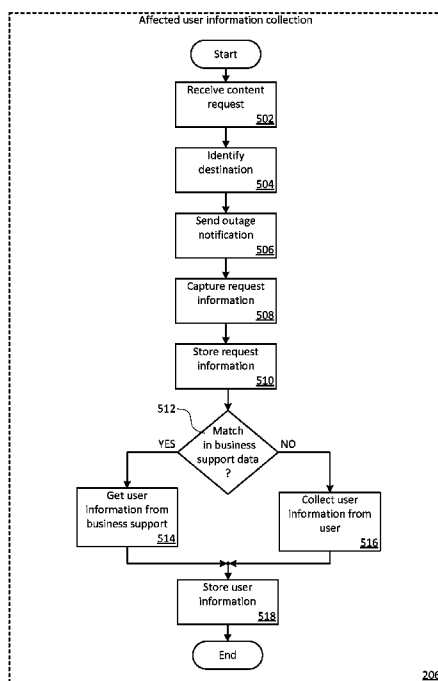 Affected user information collection
Start
Receive content
request
502
Identify
destination
504
Send outage
notification
506
Capture request
information
508
Store request
information
510
512
Match
in business
support data
?
YES
NO
Get user
information from
business support
514
Collect user
information from
user
516
Store user
information
518
End
206